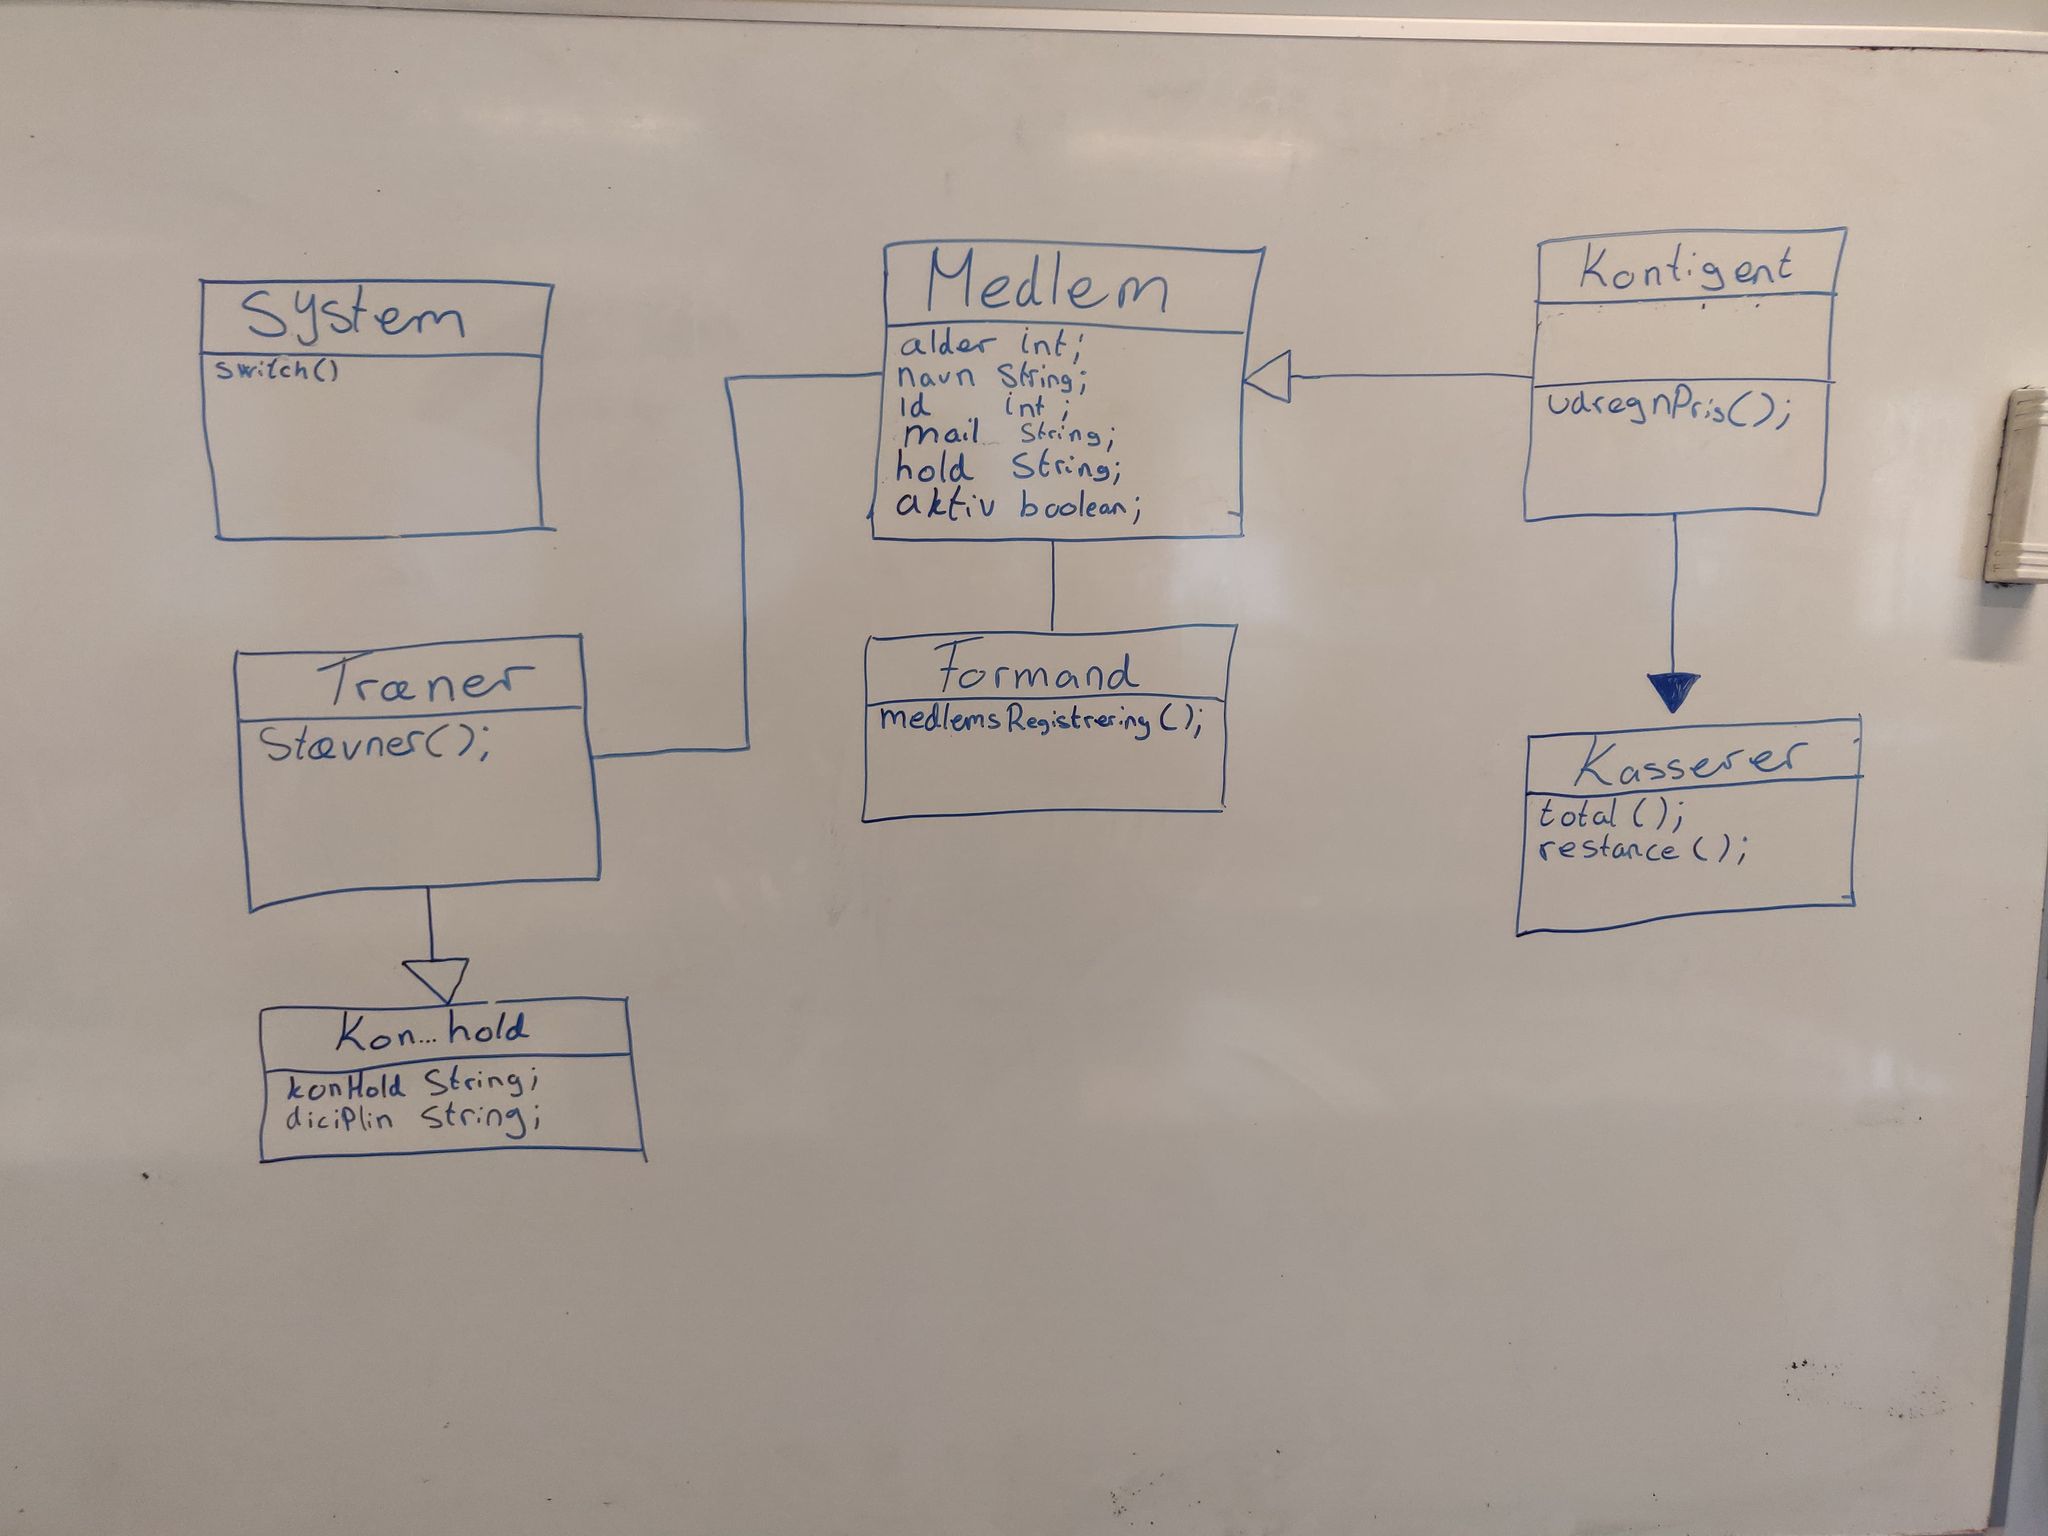 System
switch()
Medlem
alder int;
navn String;
id int;
mail String;
hold String;
aktiv boolean;
Kontigent
udregnPris();
Træner
Stævner();
Formand
medlemsRegistrering();
Kasserer
total();
restance();
Kon...hold
konHold String;
diciplin String;